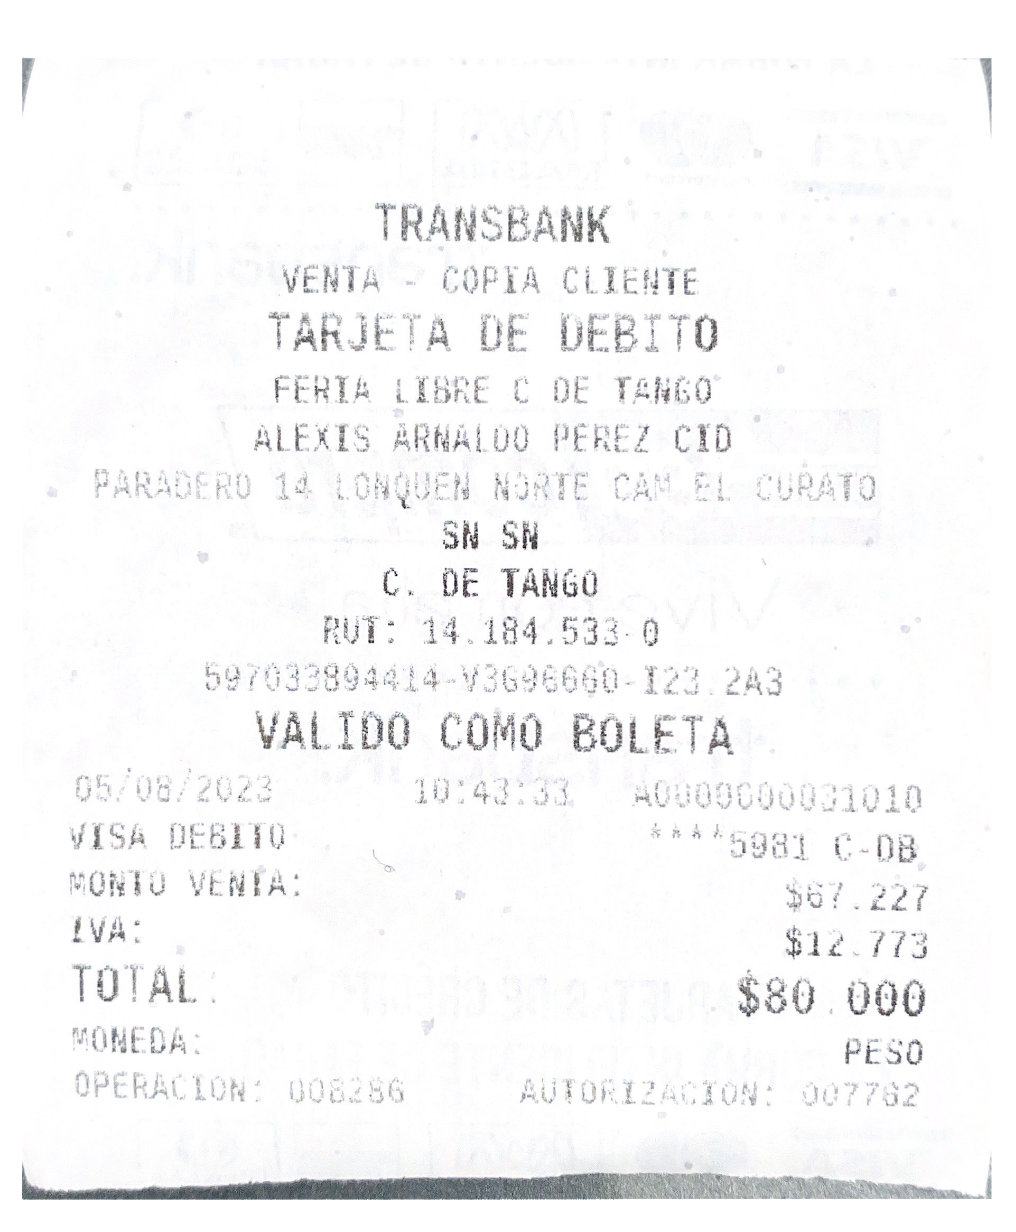 TRANSBANK
VENTA - COPIA CLIENTE
TARJETA DE DEBITO
FERIA LIBRE C DE TANGO
ALEXIS ARNALDO PEREZ CID
PARADERO 14 LONQUEN NORTE CAM EL CURATO
SN SN
C. DE TANGO
RUT: 14.184.533-0
597033894414-V3696660-I23.2A3
VALIDO COMO BOLETA
05/08/2023 10:43:33 A0000000031010
VISA DEBITO ****5981 C-DB
MONTO VENTA: $67.227
IVA: $12.773
TOTAL: $80.000
MONEDA: PESO
OPERACION: 008286 AUTORIZACION: 007762